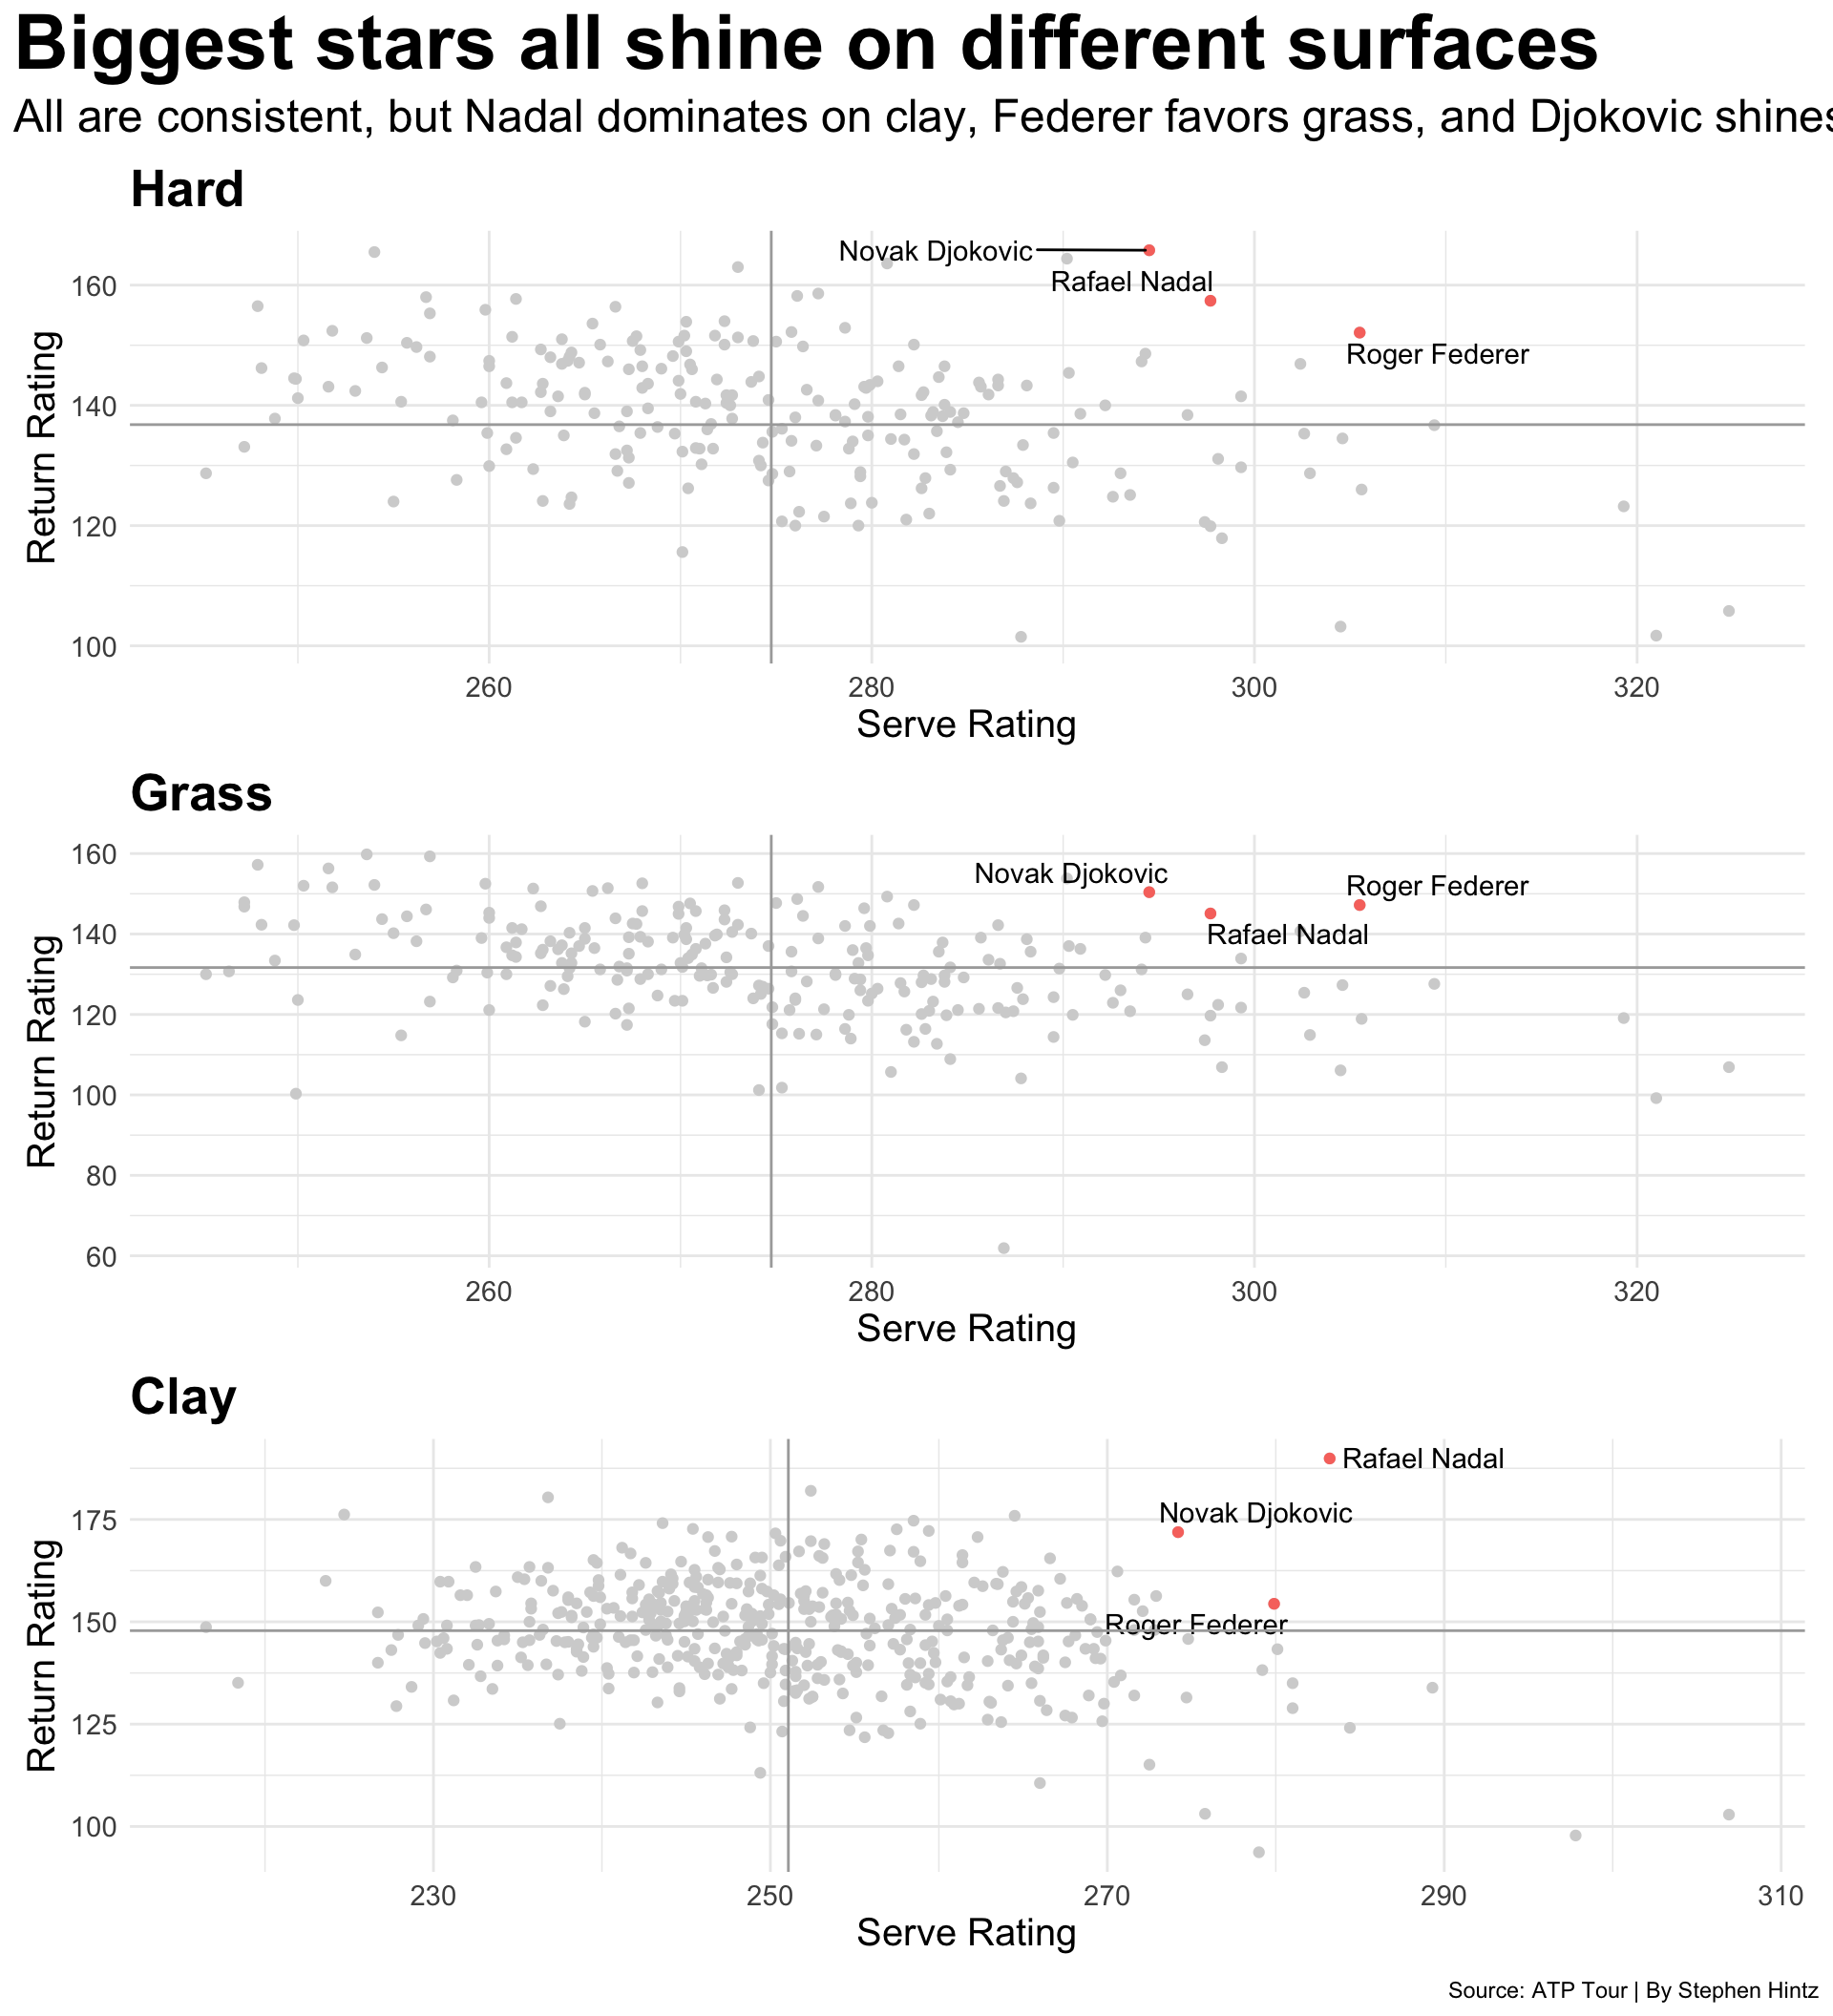 Biggest stars all shine on different surfaces
All are consistent, but Nadal dominates on clay, Federer favors grass, and Djokovic shines
Hard
Novak Djokovic
Rafael Nadal
Roger Federer
Return Rating
160
140
120
100
260 280 300 320
Serve Rating
Grass
Novak Djokovic
Roger Federer
Rafael Nadal
Return Rating
160
140
120
100
80
60
260 280 300 320
Serve Rating
Clay
Rafael Nadal
Novak Djokovic
Roger Federer
Return Rating
175
150
125
100
230 250 270 290 310
Serve Rating
Source: ATP Tour | By Stephen Hintz